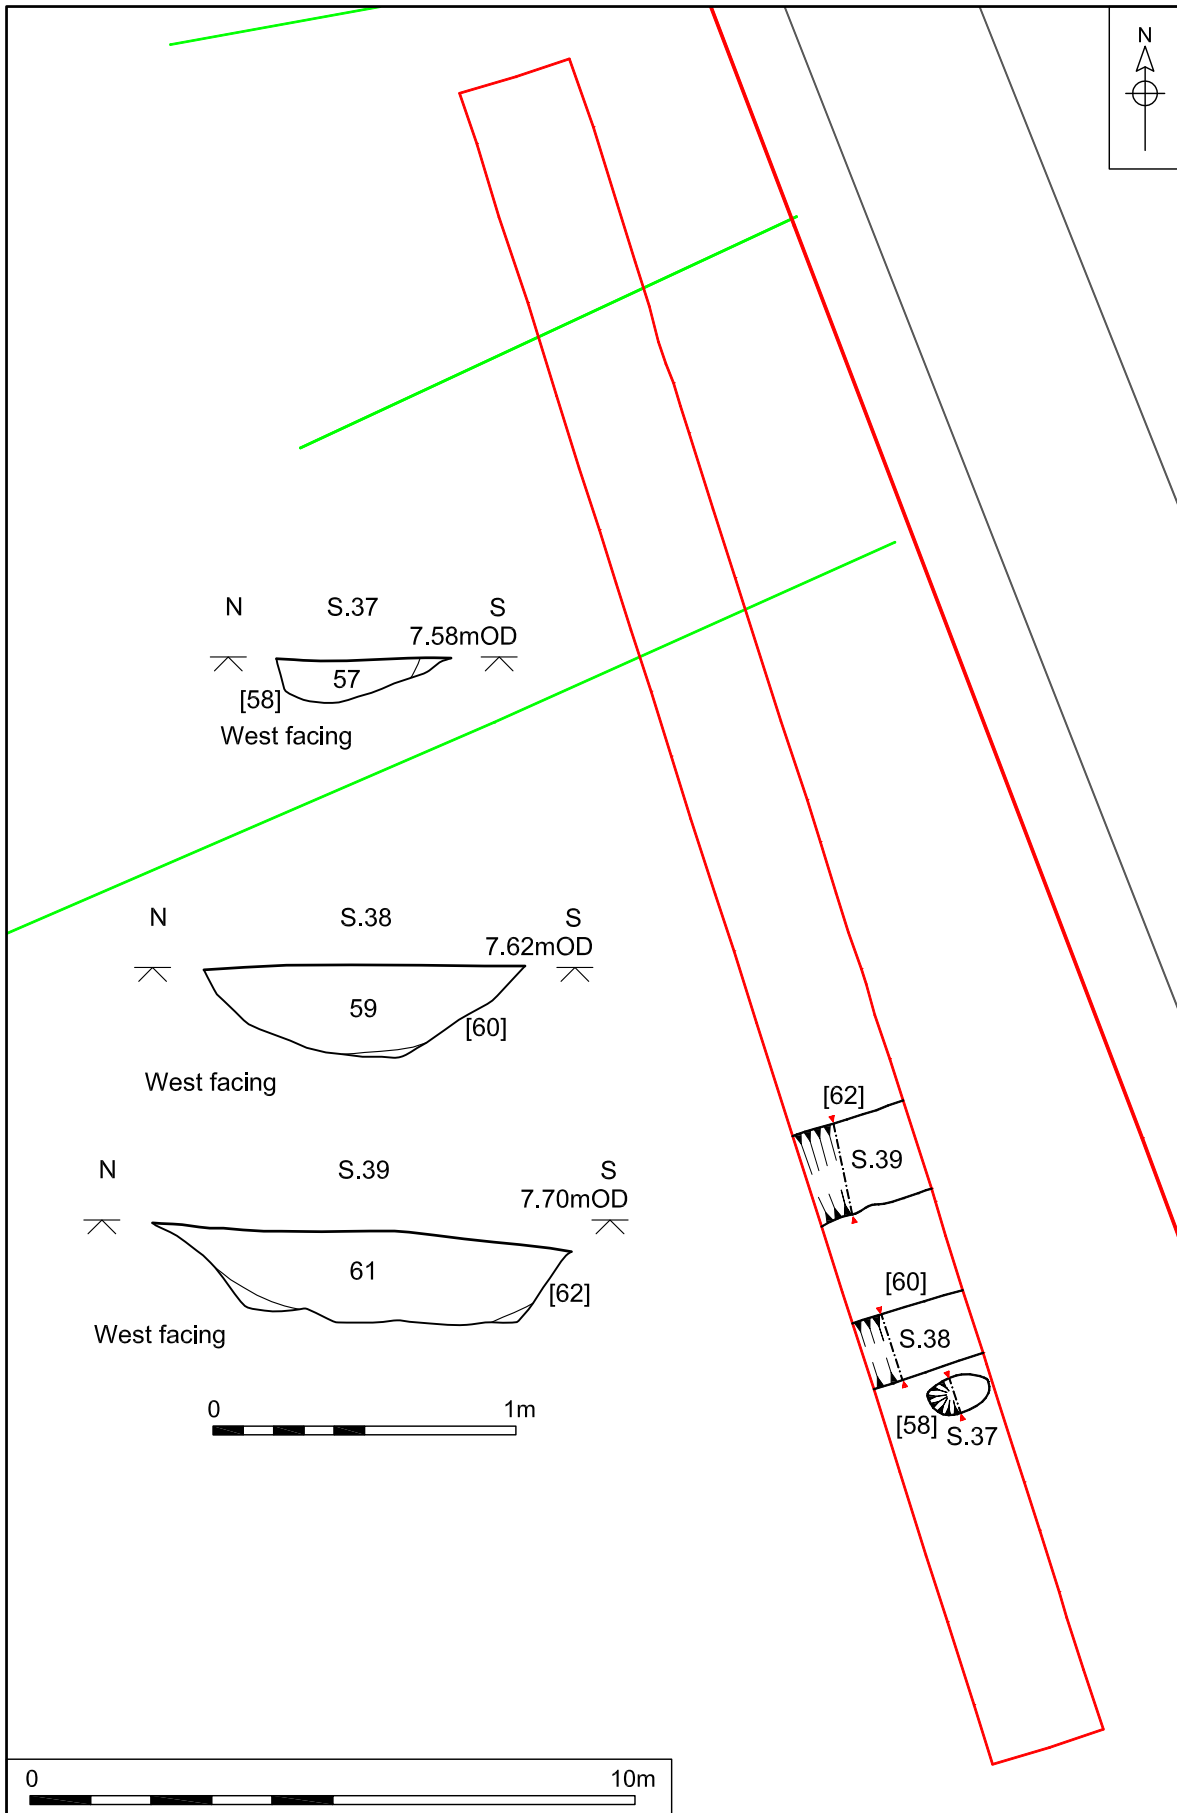 N
N S.37 S
7.58mOD
57
[58]
West facing
N S.38 S
7.62mOD
59
[60]
West facing
[62]
S.39
N S.39 S
7.70mOD
61
[62]
West facing
[60]
S.38
[58] S.37
0 1m
0 10m